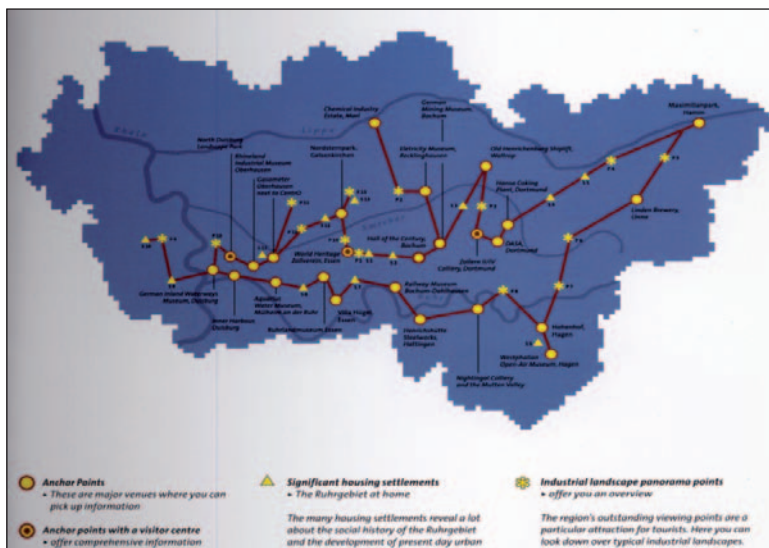 Chemical Industry
Estate, Marl
German
Mining Museum,
Bochum
Maximilianpark,
Hamm
Lippe
North Duisburg
Landscape Park
Rhineland
Industrial Museum
Oberhausen
Gasometer
Oberhausen
next to CentrO
Nordsternpark,
Gelsenkirchen
Electricity Museum,
Recklinghausen
Old Henrichenburg Shiplift,
Waltrop
Hansa Coking
Plant, Dortmund
Emscher
Linden Brewery,
Unna
Hall of the Century,
Bochum
DASA,
Dortmund
World Heritage
Zollverein, Essen
Zollern II/IV
Colliery, Dortmund
German Inland Waterways
Museum, Duisburg
Inner Harbour
Duisburg
Aquarius
Water Museum,
Mülheim an der Ruhr
Ruhrlandmuseum Essen
Villa Hügel,
Essen
Railway Museum
Bochum-Dahlhausen
Henrichshütte
Steelworks,
Hattingen
Hohenhof,
Hagen
Westphalian
Open-Air Museum, Hagen
Nightingale Colliery
and the Mutten Valley
Anchor Points
These are major venues where you can
pick up information
Anchor points with a visitor centre
offer comprehensive information
Significant housing settlements
The Ruhrgebiet at home
The many housing settlements reveal a lot
about the social history of the Ruhrgebiet
and the development of present day urban
Industrial landscape panorama points
offer you an overview
The region's outstanding viewing points are a
particular attraction for tourists. Here you can
look down over typical industrial landscapes.